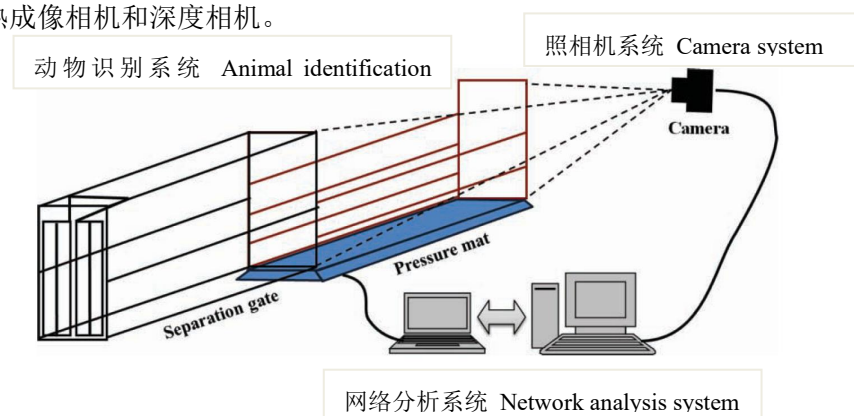 热成像相机和深度相机。
照相机系统 Camera system
动物识别系统 Animal identification
Camera
Pressure mat
Separation gate
网络分析系统 Network analysis system